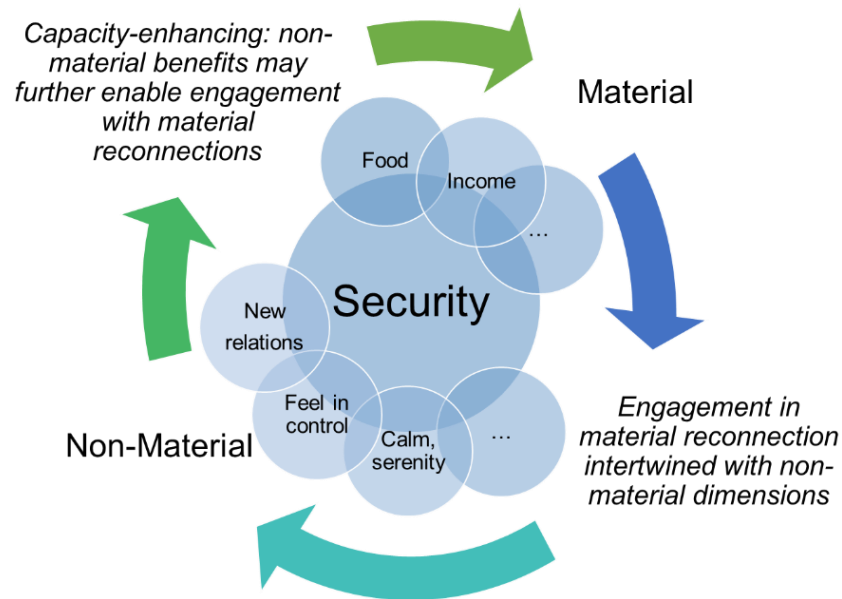 Capacity-enhancing: non-
material benefits may
further enable engagement
with material
reconnections
Material
Food
Income
...
Security
New
relations
Feel in
control
Calm,
serenity
...
Non-Material
Engagement in
material reconnection
intertwined with non-
material dimensions